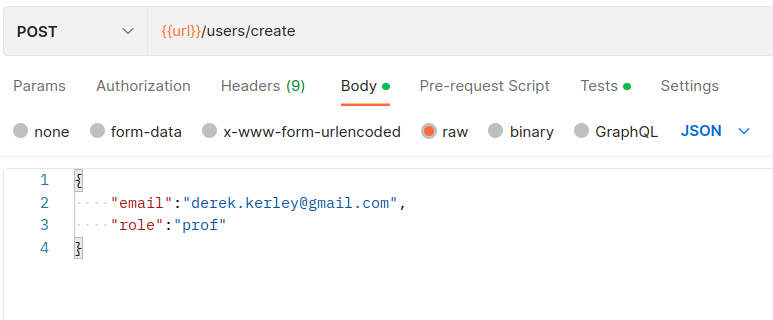 POST {{url}}/users/create
Params Authorization Headers (9) Body Pre-request Script Tests Settings
none form-data x-www-form-urlencoded raw binary GraphQL JSON
1 {
2 "email":"derek.kerley@gmail.com",
3 "role":"prof"
4 }